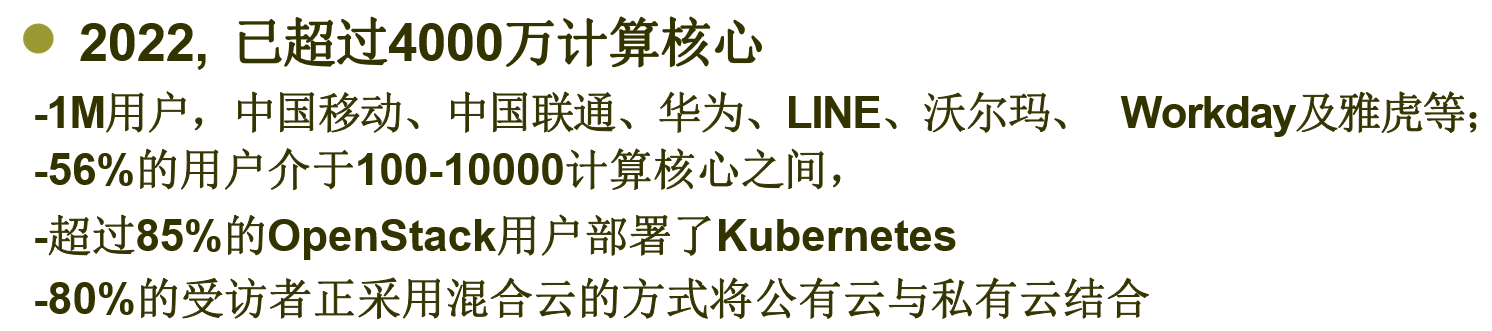 2022, 已超过4000万计算核心
-1M用户，中国移动、中国联通、华为、LINE、沃尔玛、 Workday及雅虎等；
-56%的用户介于100-10000计算核心之间，
-超过85%的OpenStack用户部署了Kubernetes
-80%的受访者正采用混合云的方式将公有云与私有云结合